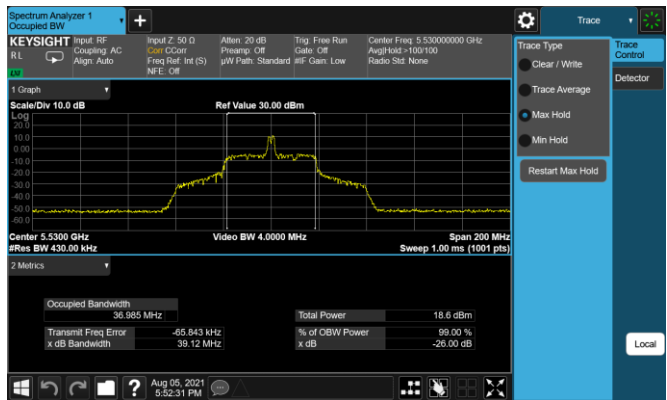 Spectrum Analyzer 1
Occupied BW
Trace
KEYSIGHT
R L
Input: RF
Coupling: AC
Align: Auto
Input Z: 50 Ω
Corr CCorr
Freq Ref: Int (S)
NFE: Off
Atten: 20 dB
Preamp: Off
µW Path: Standard
Trig: Free Run
Gate: Off
#IF Gain: Low
Center Freq: 5.530000000 GHz
Avg|Hold:>100/100
Radio Std: None
Trace Type
Clear / Write
Trace Average
Max Hold
Min Hold
Restart Max Hold
Trace
Control
Detector
1 Graph
Scale/Div 10.0 dB
Ref Value 30.00 dBm
Log
20.0
10.0
0.00
-10.0
-20.0
-30.0
-40.0
-50.0
-60.0
Center 5.5300 GHz
Video BW 4.0000 MHz
Span 200 MHz
#Res BW 430.00 kHz
Sweep 1.00 ms (1001 pts)
2 Metrics
Occupied Bandwidth
36.985 MHz
Total Power 18.6 dBm
Transmit Freq Error -65.843 kHz
% of OBW Power 99.00 %
x dB Bandwidth 39.12 MHz
x dB -26.00 dB
Local
?
Aug 05, 2021
5:52:31 PM